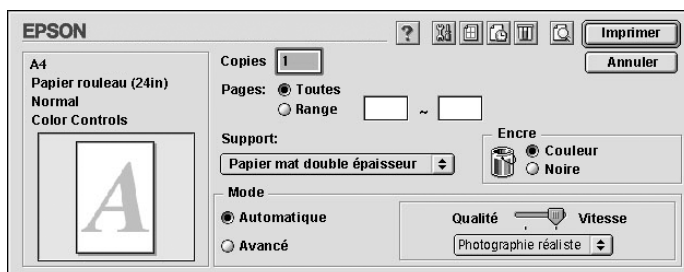 EPSON
?
Imprimer
Annuler
A4
Papier rouleau (24in)
Normal
Color Controls
A
Copies 1
Pages: Toutes
Range ~
Support:
Papier mat double épaisseur
Encre
Couleur
Noire
Mode
Automatique
Avancé
Qualité Vitesse
Photographie réaliste